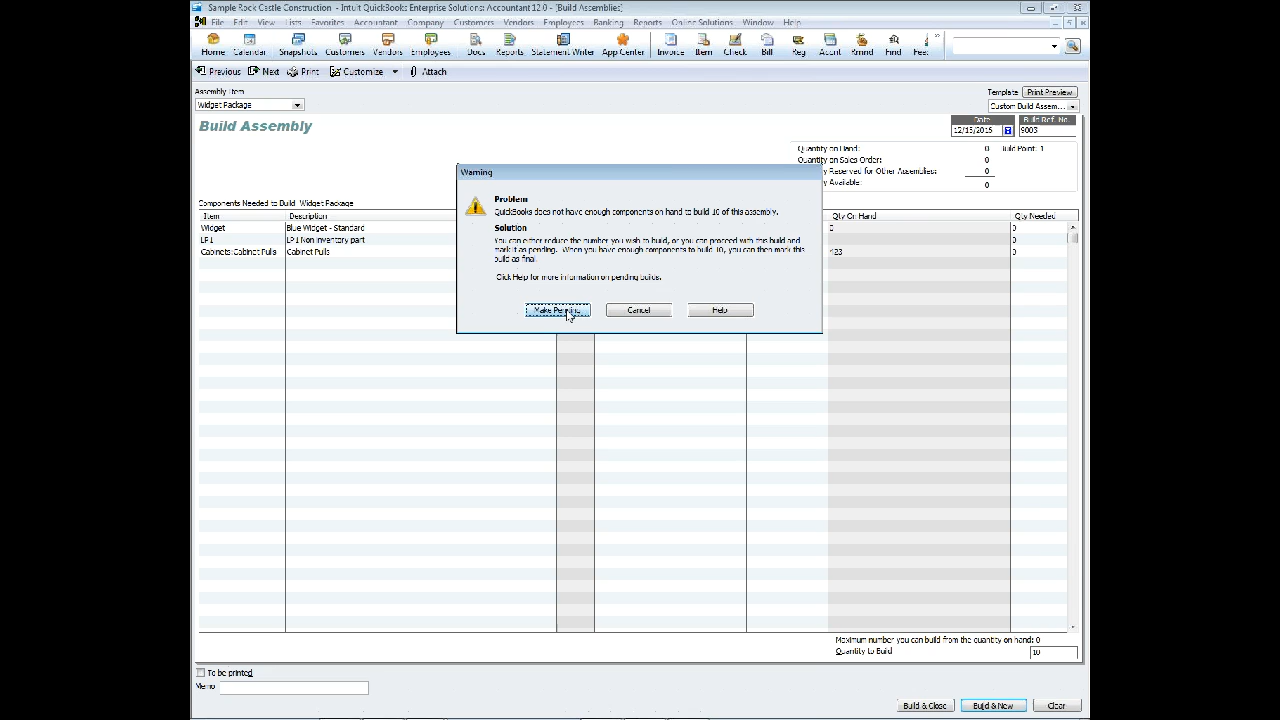 Sample Rock Castle Construction - Intuit QuickBooks Enterprise Solutions: Accountant 12.0 - [Build Assemblies]
File Edit View Lists Favorites Accountant Company Customers Vendors Employees Banking Reports Online Solutions Window Help
Home Calendar Snapshots Customers Vendors Employees Docs Reports Statement Writer App Center Invoice Item Check Bill Reg Accnt Rmnd Find Fee
Previous Next Print Customize Attach
Assembly Item
Template Print Preview
Widget Package
Custom Build Assem...
Build Assembly
Date Build Ref. No.
12/15/2016 9003
Quantity on Hand: 0 Build Point: 1
Quantity on Sales Order: 0
y Reserved for Other Assemblies: 0
y Available: 0
Warning
Problem
QuickBooks does not have enough components on hand to build 10 of this assembly.
Solution
You can either reduce the number you wish to build, or you can proceed with this build and
mark it as pending. When you have enough components to build 10, you can then mark this
build as final.
Click Help for more information on pending builds.
Make Pending Cancel Help
Components Needed to Build Widget Package
Item Description Qty On Hand Qty Needed
Widget Blue Widget - Standard 0
LP1 LP1 Non inventory part 0
Cabinets:Cabinet Pulls Cabinet Pulls 423 0
Maximum number you can build from the quantity on hand: 0
Quantity to Build 10
To be printed
Memo
Build & Close Build & New Clear